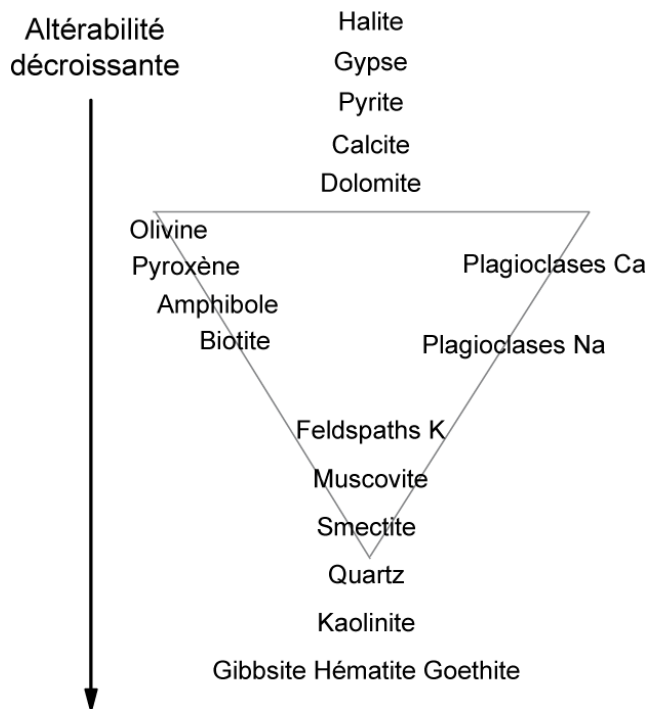 Altérabilité
décroissante
Halite
Gypse
Pyrite
Calcite
Dolomite
Olivine
Pyroxène
Plagioclases Ca
Amphibole
Biotite
Plagioclases Na
Feldspaths K
Muscovite
Smectite
Quartz
Kaolinite
Gibbsite Hématite Goethite